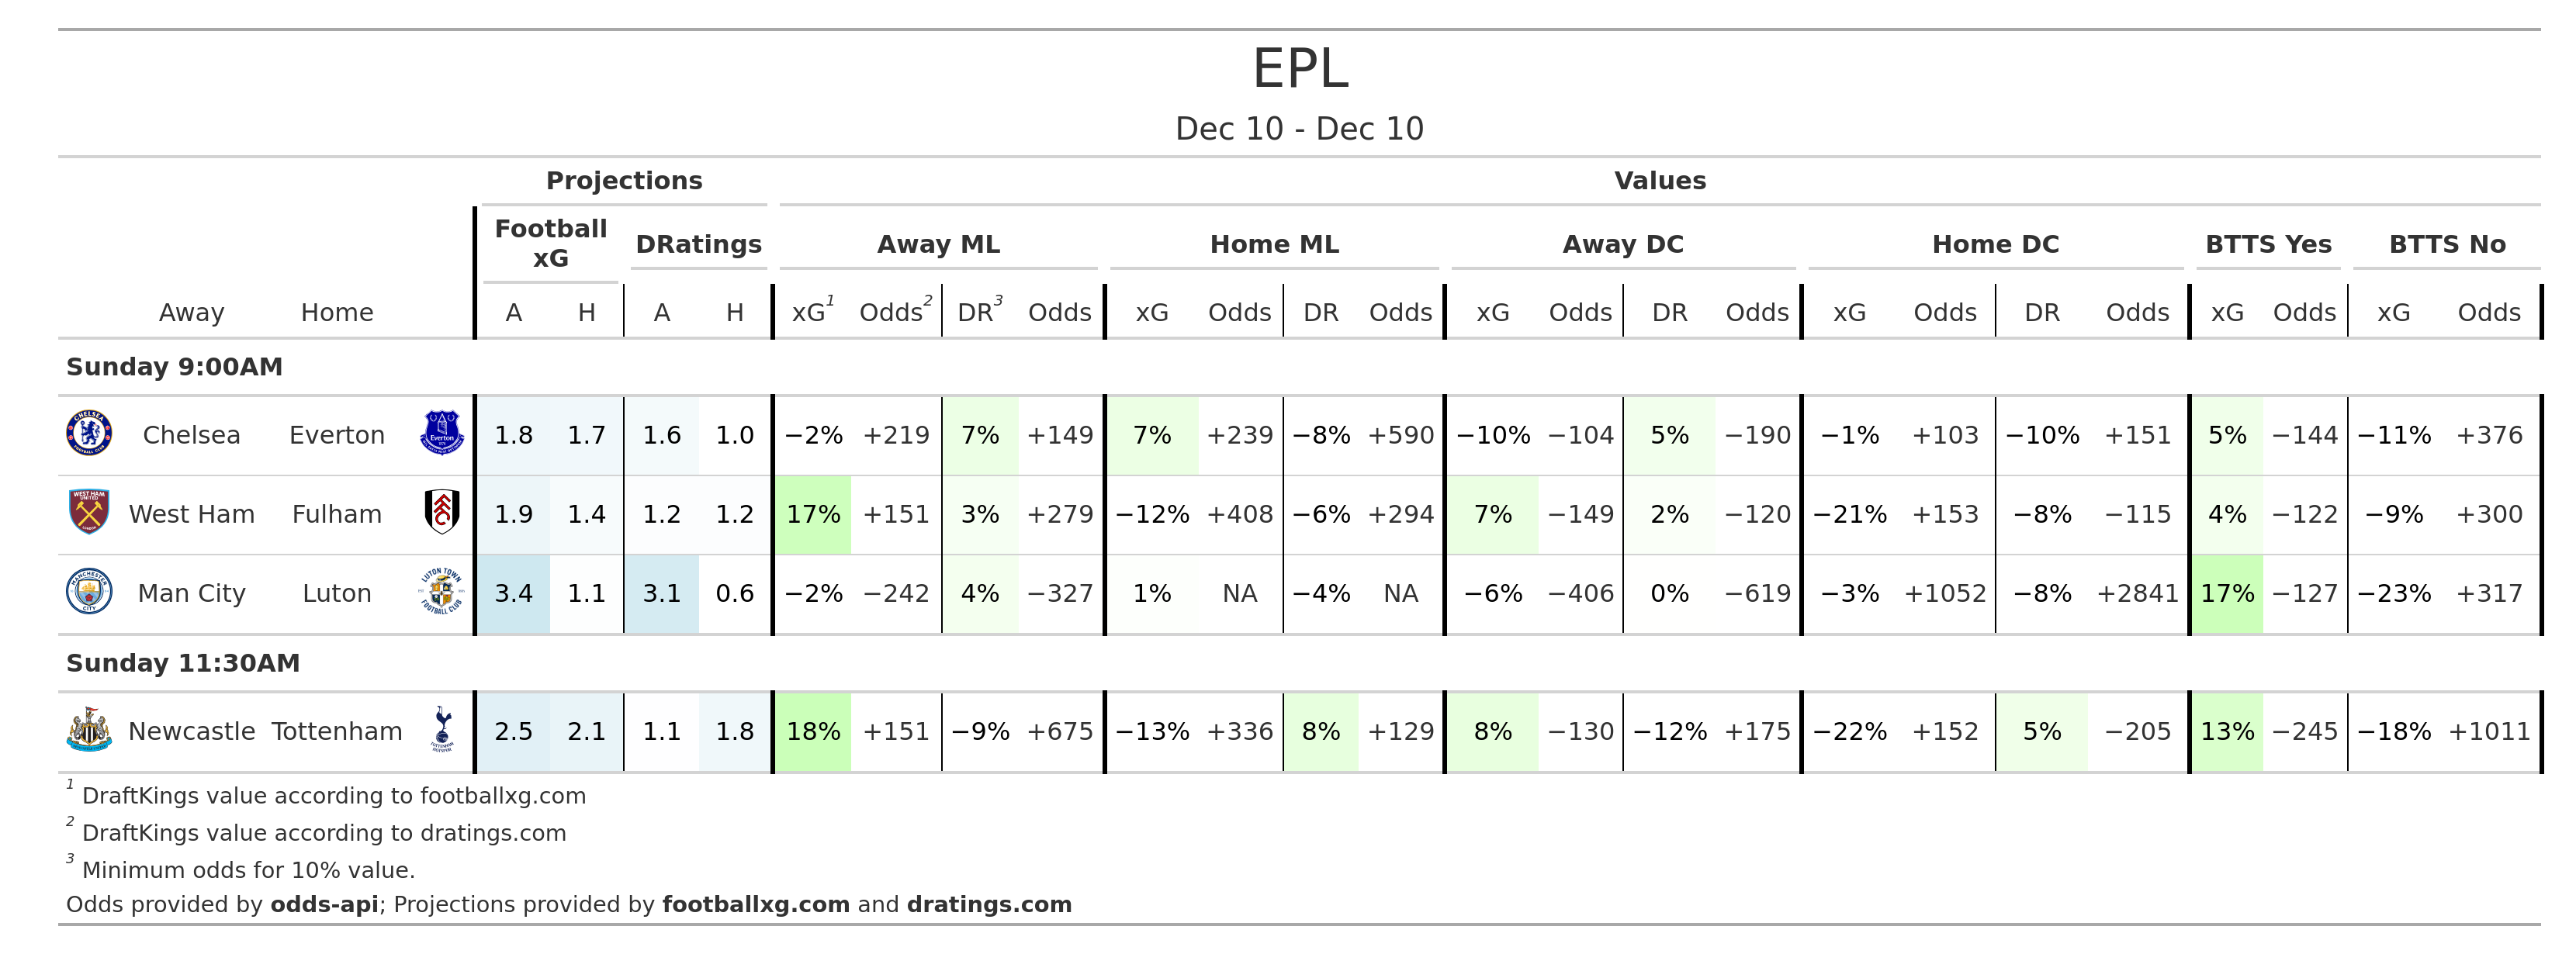 EPL
Dec 10 - Dec 10
Projections Values
Football xG DRatings Away ML Home ML Away DC Home DC BTTS Yes BTTS No
Away Home A H A H xG1 Odds2 DR3 Odds xG Odds DR Odds xG Odds DR Odds xG Odds DR Odds xG Odds xG Odds
Sunday 9:00AM
Chelsea Everton 1.8 1.7 1.6 1.0 −2% +219 7% +149 7% +239 −8% +590 −10% −104 5% −190 −1% +103 −10% +151 5% −144 −11% +376
West Ham Fulham 1.9 1.4 1.2 1.2 17% +151 3% +279 −12% +408 −6% +294 7% −149 2% −120 −21% +153 −8% −115 4% −122 −9% +300
Man City Luton 3.4 1.1 3.1 0.6 −2% −242 4% −327 1% NA −4% NA −6% −406 0% −619 −3% +1052 −8% +2841 17% −127 −23% +317
Sunday 11:30AM
Newcastle Tottenham 2.5 2.1 1.1 1.8 18% +151 −9% +675 −13% +336 8% +129 8% −130 −12% +175 −22% +152 5% −205 13% −245 −18% +1011
1 DraftKings value according to footballxg.com
2 DraftKings value according to dratings.com
3 Minimum odds for 10% value.
Odds provided by odds-api; Projections provided by footballxg.com and dratings.com